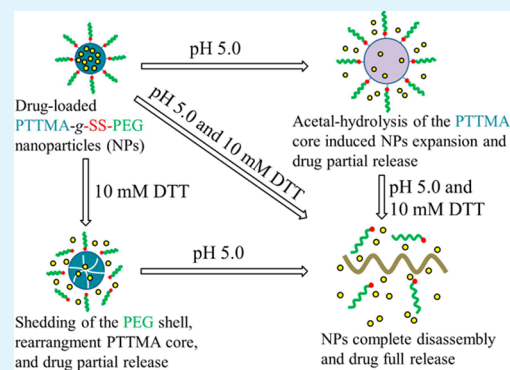 pH 5.0
Drug-loaded
PTTMA-g-SS-PEG
nanoparticles (NPs)
pH 5.0 and 10 mM DTT
Acetal-hydrolysis of the PTTMA
core induced NPs expansion and
drug partial release
10 mM DTT
pH 5.0 and
10 mM DTT
pH 5.0
Shedding of the PEG shell,
rearrangment PTTMA core,
and drug partial release
NPs complete disassembly
and drug full release